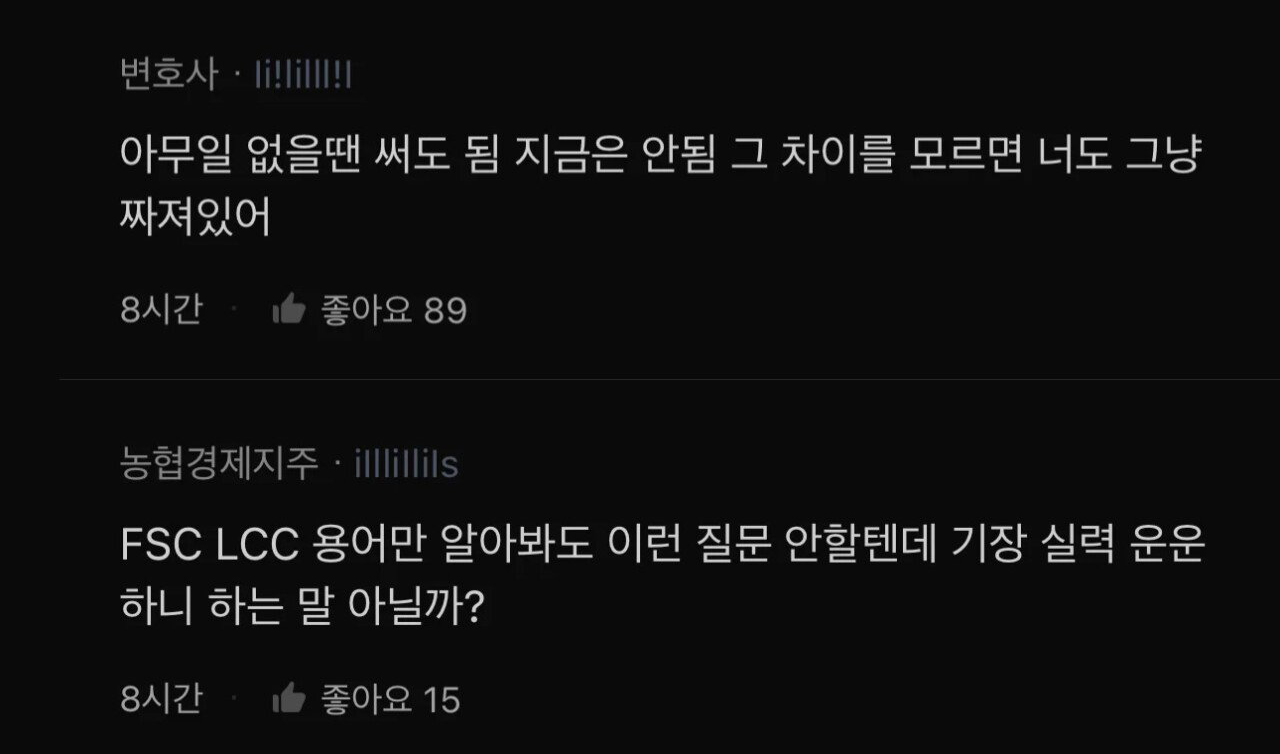 변호사 · li!lilll!l
아무일 없을땐 써도 됨 지금은 안됨 그 차이를 모르면 너도 그냥
짜져있어
8시간 · 좋아요 89
농협경제지주 · illlillils
FSC LCC 용어만 알아봐도 이런 질문 안할텐데 기장 실력 운운
하니 하는 말 아닐까?
8시간 · 좋아요 15